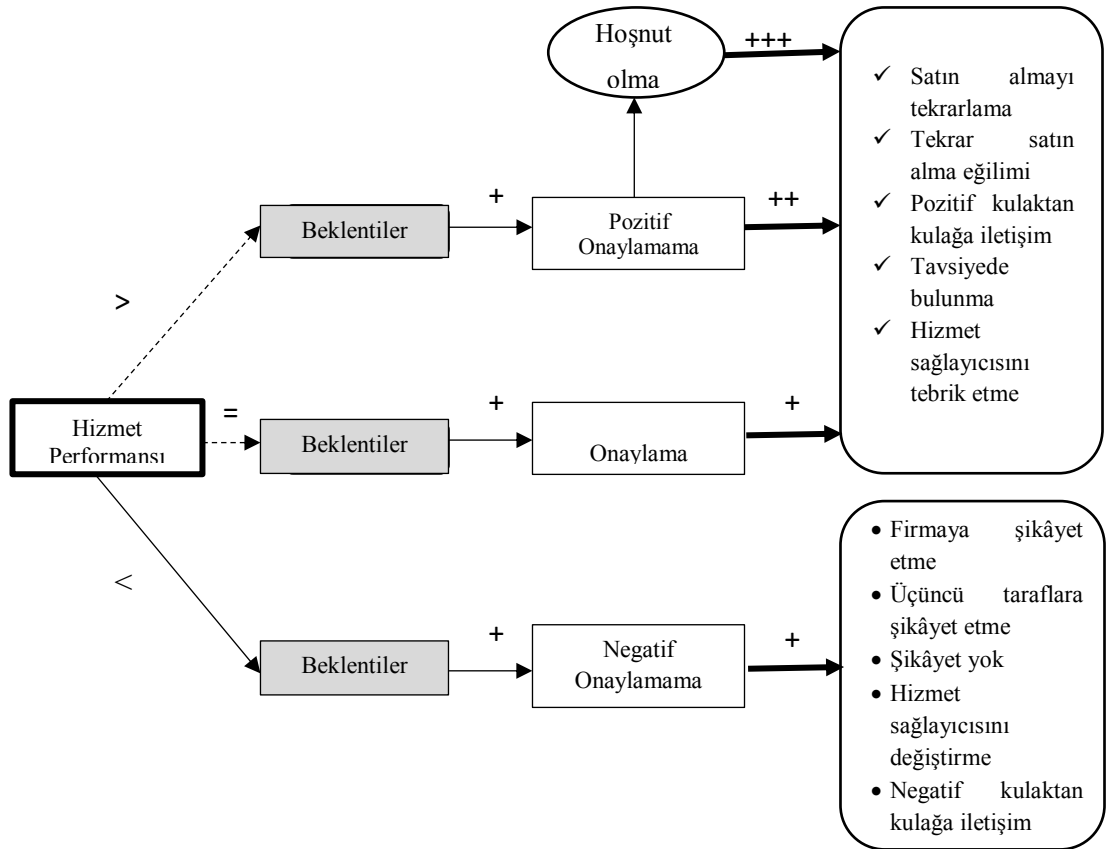 Hoşnut
olma
+++
✓ Satın almayı
tekrarlama
✓ Tekrar satın
alma eğilimi
✓ Pozitif kulaktan
kulağa iletişim
✓ Tavsiyede
bulunma
✓ Hizmet
sağlayıcısını
tebrik etme
>
Beklentiler
+
Pozitif
Onaylamama
++
Hizmet
Performansı
=
Beklentiler
+
Onaylama
+
<
Beklentiler
+
Negatif
Onaylamama
+
• Firmaya şikâyet
etme
• Üçüncü taraflara
şikâyet etme
• Şikâyet yok
• Hizmet
sağlayıcısını
değiştirme
• Negatif kulaktan
kulağa iletişim